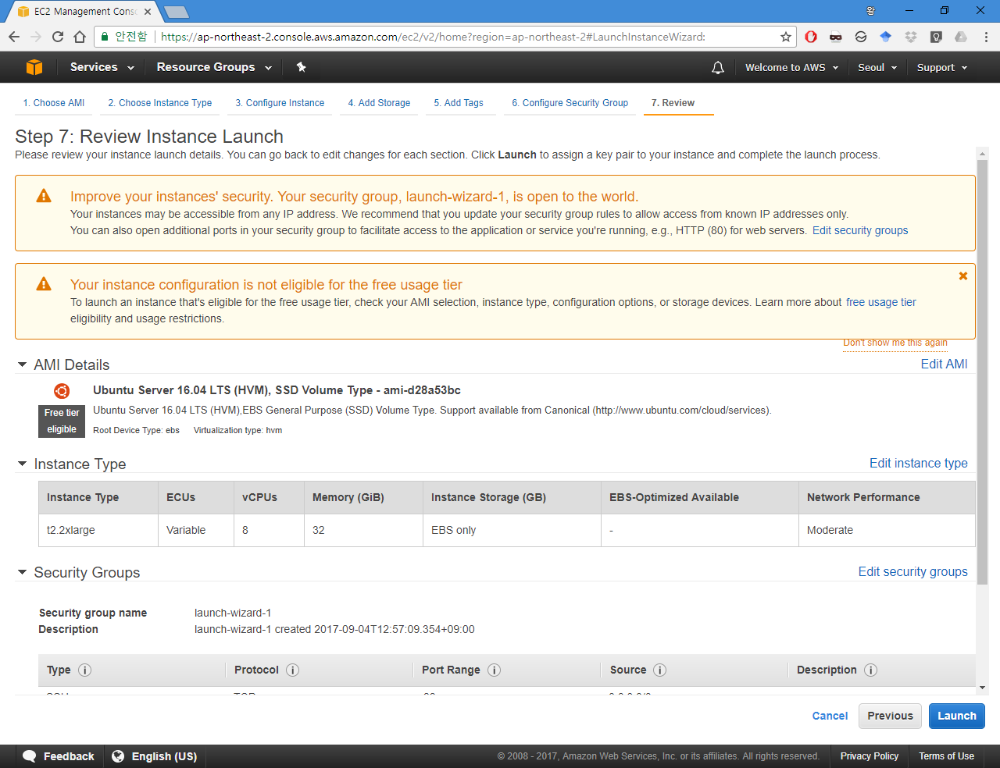 EC2 Management Cons
왕
안전함
https://ap-northeast-2.console.aws.amazon.com/ec2/v2/home?region=ap-northeast-2#LaunchInstanceWizard:
Services
Resource Groups
Welcome to AWS
Seoul
Support
1. Choose AMI
2. Choose Instance Type
3. Configure Instance
4. Add Storage
5. Add Tags
6. Configure Security Group
7. Review
Step 7: Review Instance Launch
Please review your instance launch details. You can go back to edit changes for each section. Click Launch to assign a key pair to your instance and complete the launch process.
Improve your instances' security. Your security group, launch-wizard-1, is open to the world.
Your instances may be accessible from any IP address. We recommend that you update your security group rules to allow access from known IP addresses only.
You can also open additional ports in your security group to facilitate access to the application or service you're running, e.g., HTTP (80) for web servers. Edit security groups
Your instance configuration is not eligible for the free usage tier
To launch an instance that's eligible for the free usage tier, check your AMI selection, instance type, configuration options, or storage devices. Learn more about free usage tier
eligibility and usage restrictions.
Don't show me this again
AMI Details
Edit AMI
Ubuntu Server 16.04 LTS (HVM), SSD Volume Type - ami-d28a53bc
Free tier
eligible
Ubuntu Server 16.04 LTS (HVM),EBS General Purpose (SSD) Volume Type. Support available from Canonical (http://www.ubuntu.com/cloud/services).
Root Device Type: ebs Virtualization type: hvm
Instance Type
Edit instance type
Instance Type ECUs vCPUs Memory (GiB) Instance Storage (GB) EBS-Optimized Available Network Performance
t2.2xlarge Variable 8 32 EBS only - Moderate
Security Groups
Edit security groups
Security group name launch-wizard-1
Description launch-wizard-1 created 2017-09-04T12:57:09.354+09:00
Type Protocol Port Range Source Description
Cancel
Previous
Launch
Feedback
English (US)
© 2008 - 2017, Amazon Web Services, Inc. or its affiliates. All rights reserved.
Privacy Policy
Terms of Use